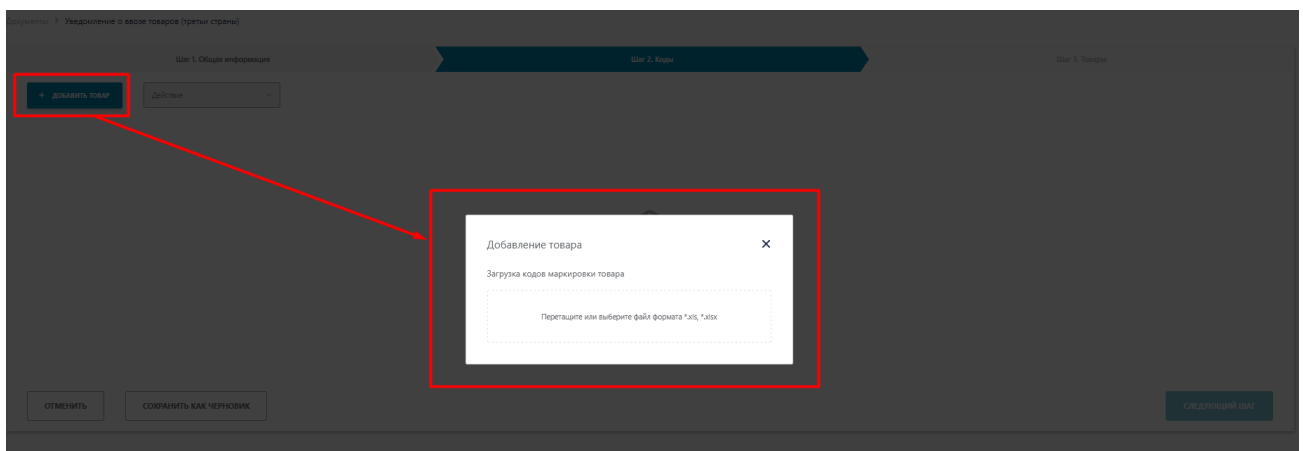 Документы > Уведомление о ввозе товаров (третьи страны)
Шаг 1. Общая информация
Шаг 2. Коды
Шаг 3. Товары
+ ДОБАВИТЬ ТОВАР
Действие
Добавление товара
Загрузка кодов маркировки товара
Перетащите или выберите файл формата *.xls, *.xlsx
ОТМЕНИТЬ
СОХРАНИТЬ КАК ЧЕРНОВИК
СЛЕДУЮЩИЙ ШАГ